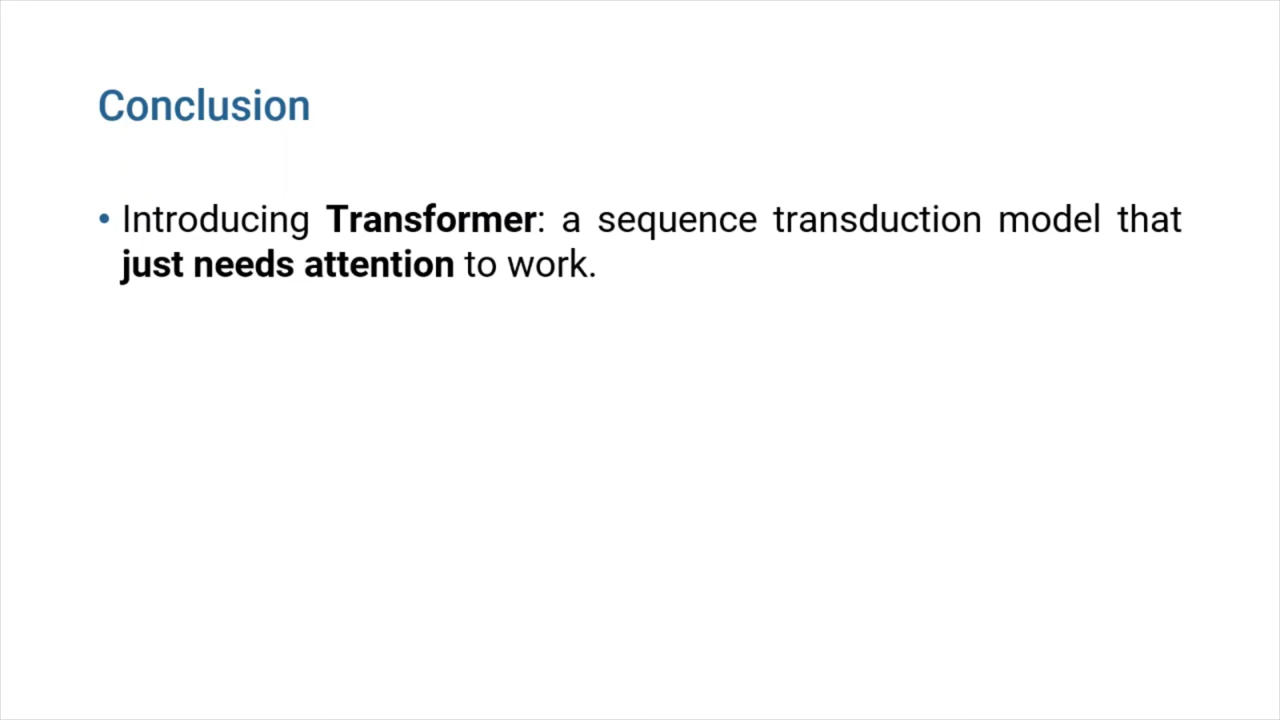 Conclusion
• Introducing Transformer: a sequence transduction model that
just needs attention to work.